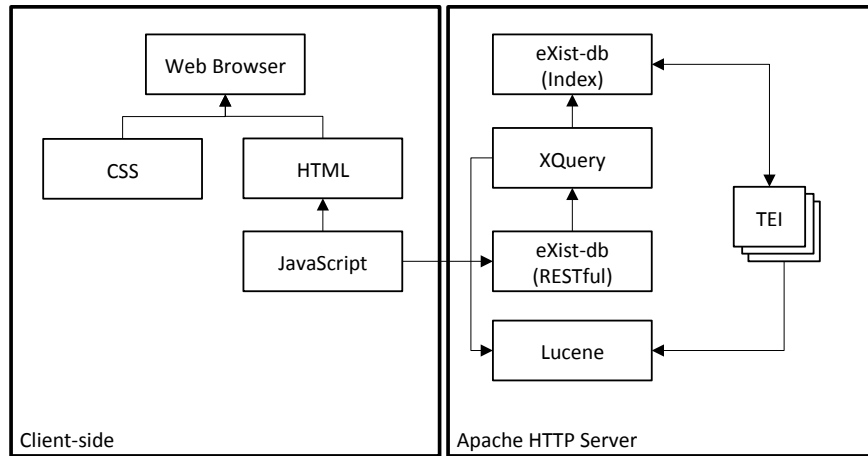 Web Browser
CSS
HTML
JavaScript
Client-side
eXist-db
(Index)
XQuery
eXist-db
(RESTful)
Lucene
TEI
Apache HTTP Server